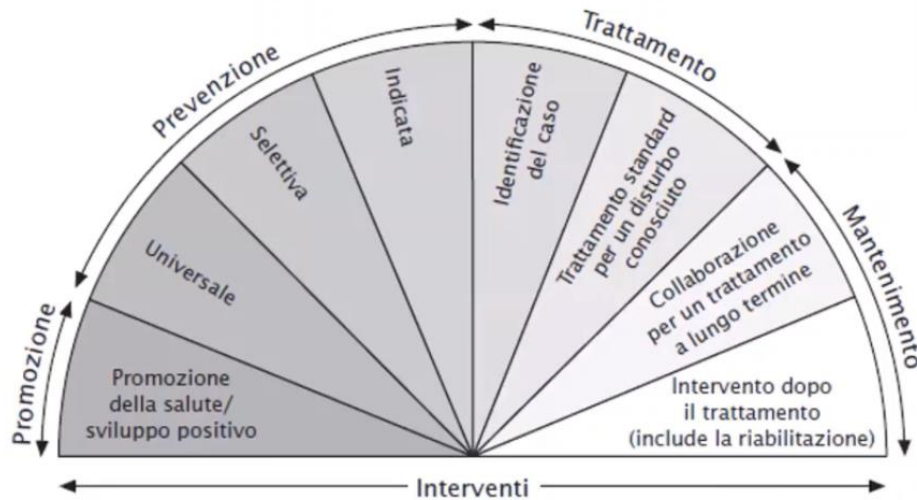 Promozione
Prevenzione
Trattamento
Mantenimento
Promozione
della salute/
sviluppo positivo
Universale
Selettiva
Indicata
Identificazione
del caso
Trattamento standard
per un disturbo
conosciuto
Collaborazione
per un trattamento
a lungo termine
Intervento dopo
il trattamento
(include la riabilitazione)
Interventi